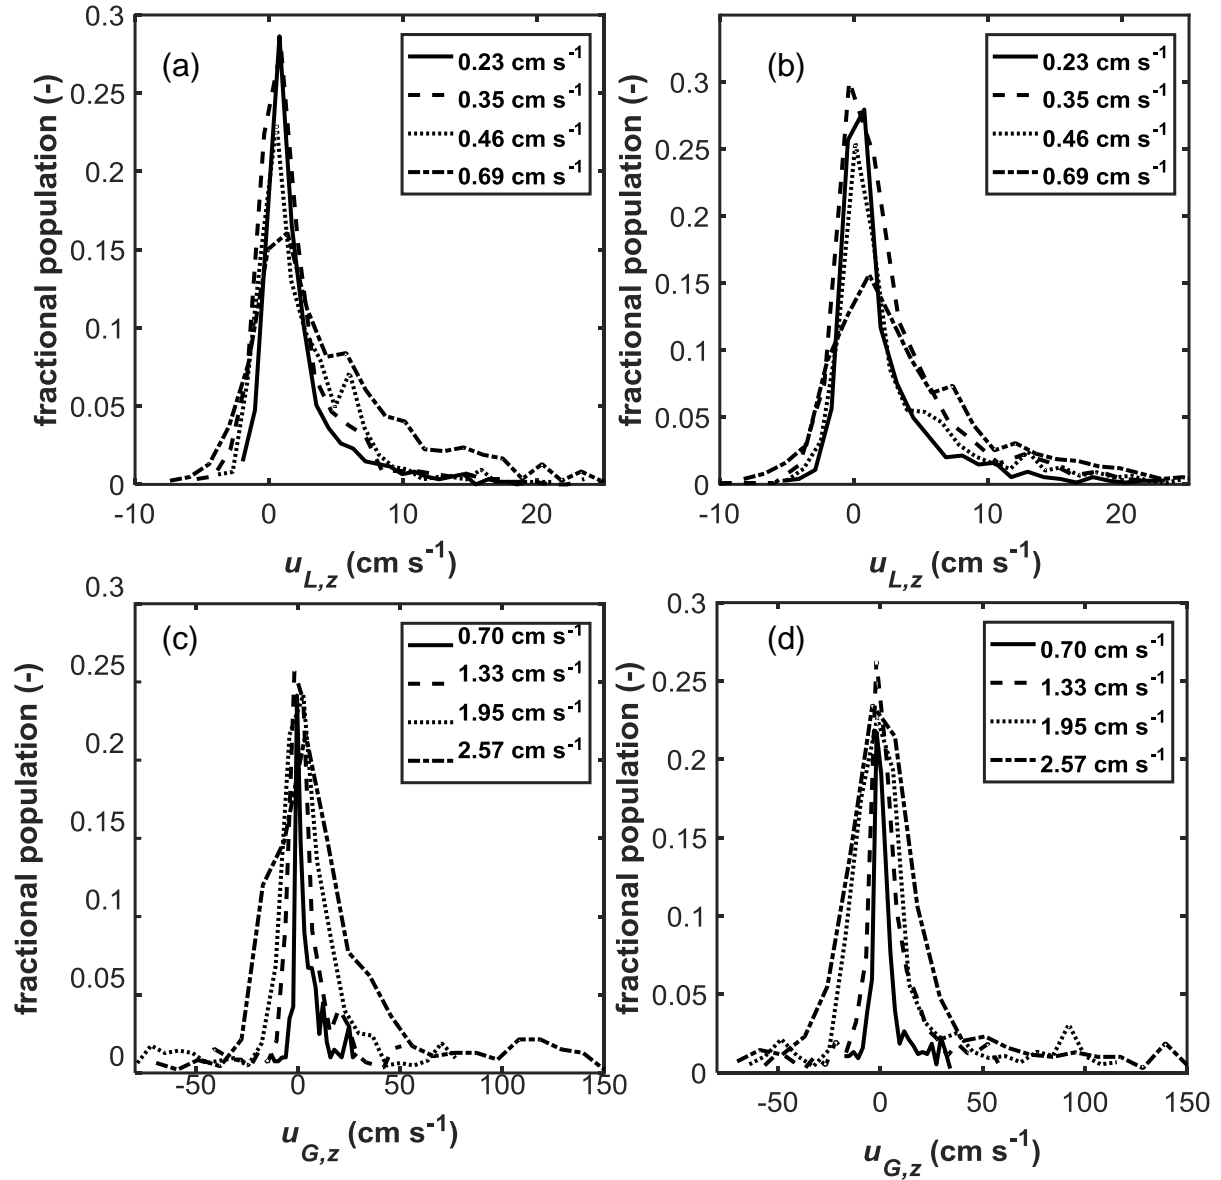 (a)
0.23 cm s-1
0.35 cm s-1
0.46 cm s-1
0.69 cm s-1
fractional population (-)
0.3
0.25
0.2
0.15
0.1
0.05
0
-10
0
10
20
uL,z (cm s-1)
(b)
0.23 cm s-1
0.35 cm s-1
0.46 cm s-1
0.69 cm s-1
fractional population (-)
0.3
0.25
0.2
0.15
0.1
0.05
0
-10
0
10
20
uL,z (cm s-1)
(c)
0.70 cm s-1
1.33 cm s-1
1.95 cm s-1
2.57 cm s-1
fractional population (-)
0.3
0.25
0.2
0.15
0.1
0.05
0
-50
0
50
100
150
uG,z (cm s-1)
(d)
0.70 cm s-1
1.33 cm s-1
1.95 cm s-1
2.57 cm s-1
fractional population (-)
0.3
0.25
0.2
0.15
0.1
0.05
0
-50
0
50
100
150
uG,z (cm s-1)